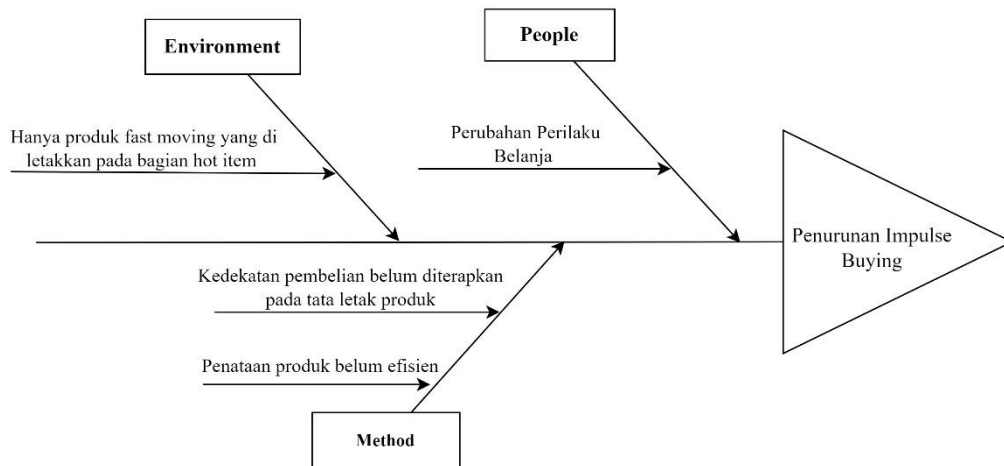 Environment
People
Hanya produk fast moving yang di
letakkan pada bagian hot item
Perubahan Perilaku
Belanja
Penurunan Impulse
Buying
Kedekatan pembelian belum diterapkan
pada tata letak produk
Penataan produk belum efisien
Method